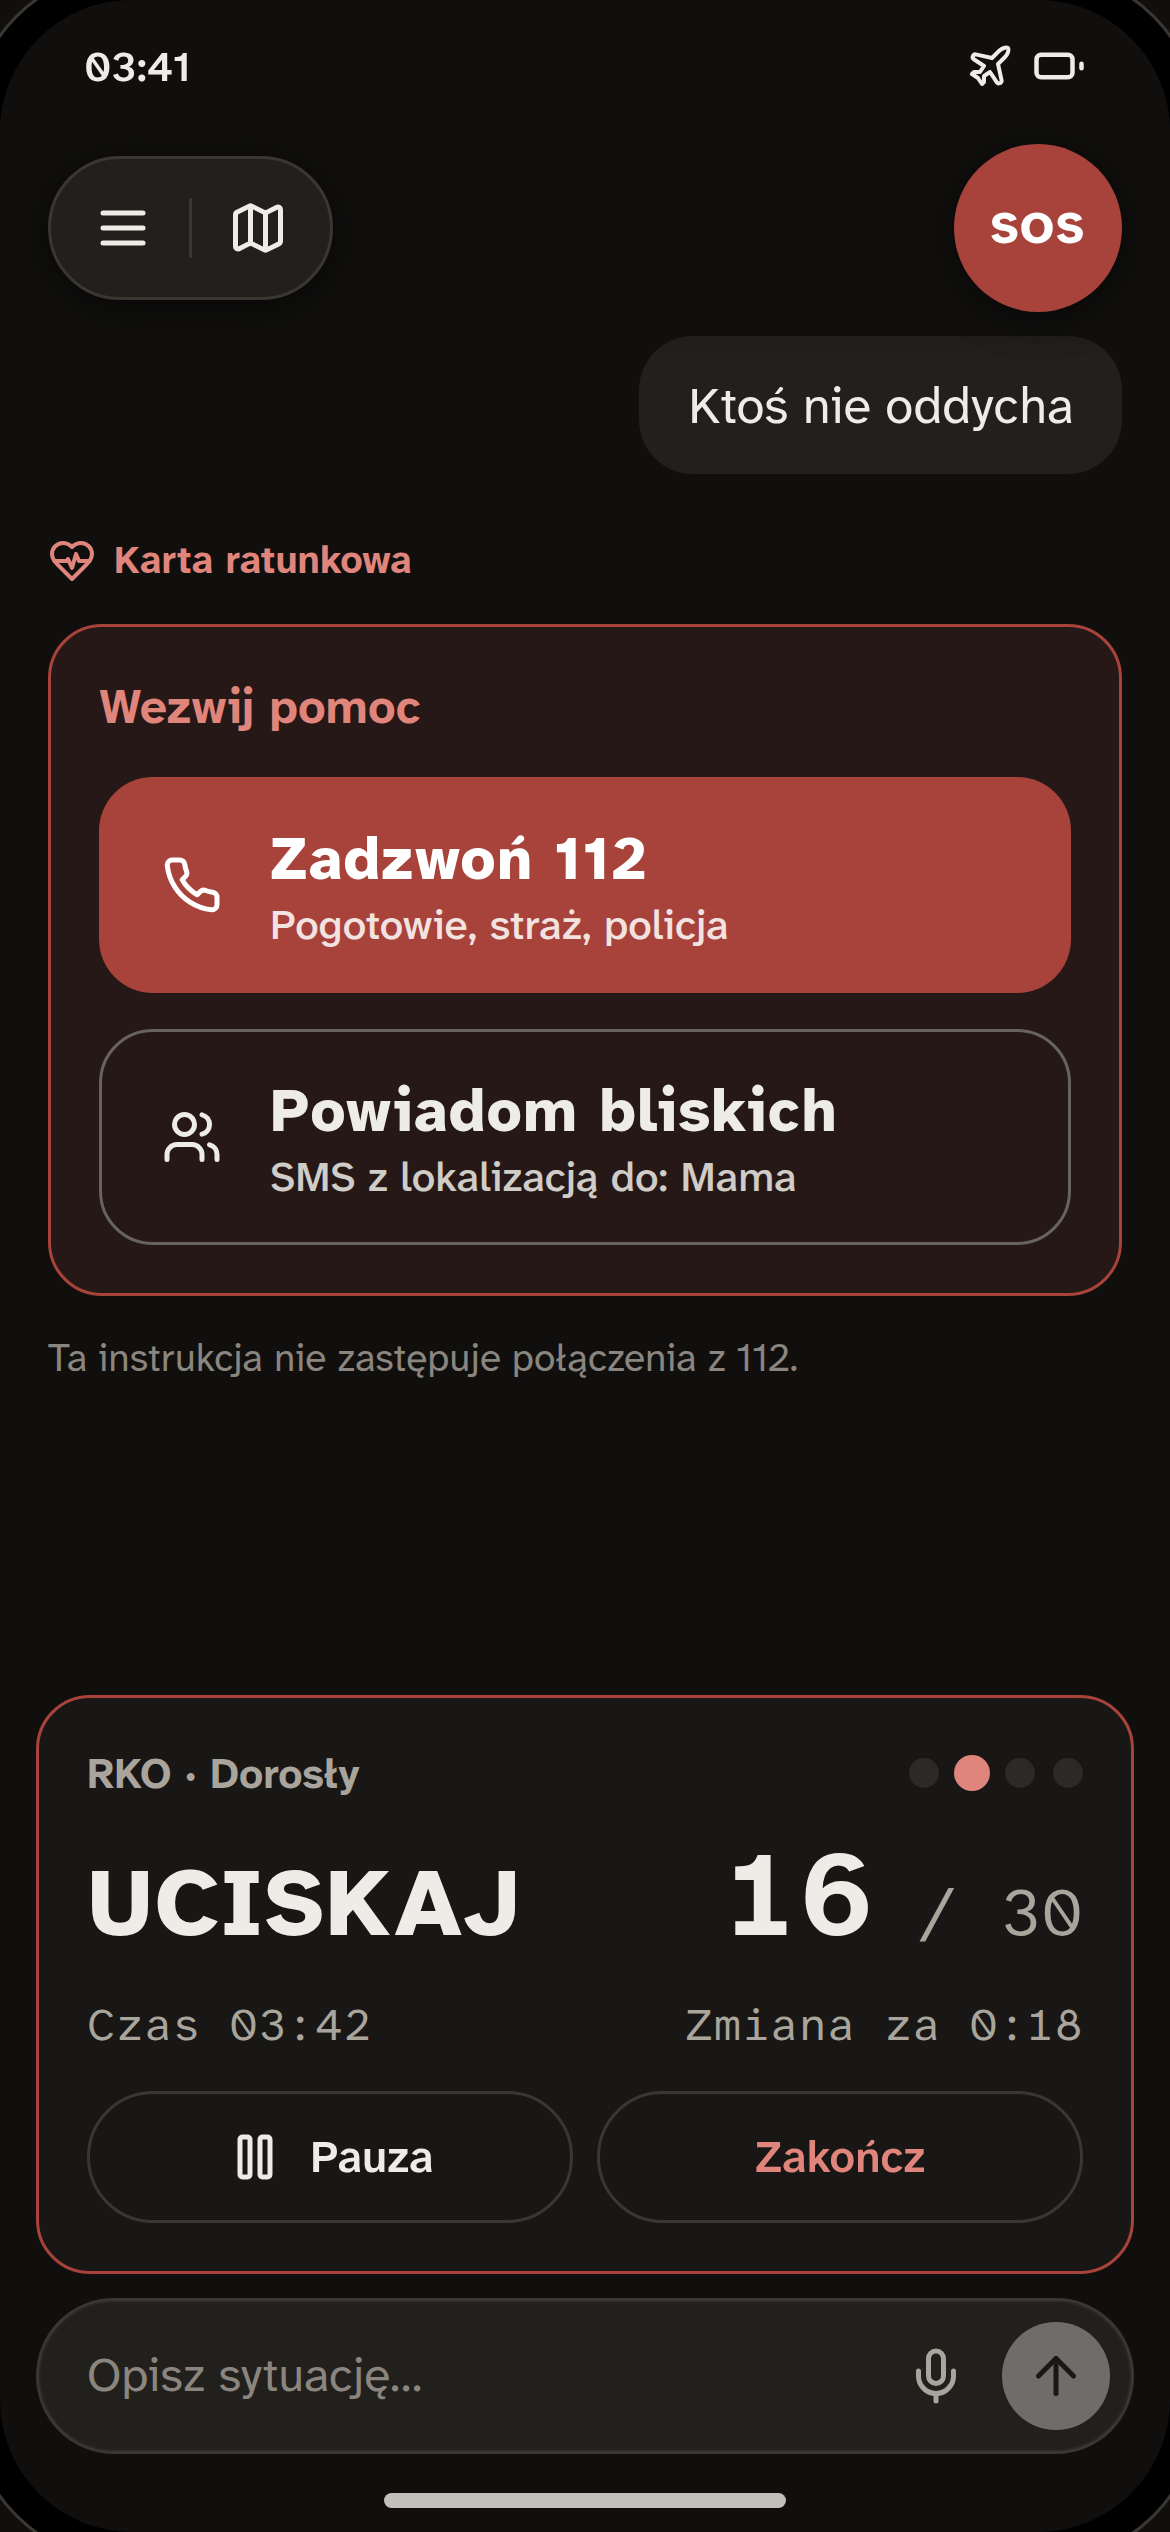 03:41
SOS
Ktoś nie oddycha
Karta ratunkowa
Wezwij pomoc
Zadzwoń 112
Pogotowie, straż, policja
Powiadom bliskich
SMS z lokalizacją do: Mama
Ta instrukcja nie zastępuje połączenia z 112.
RKO · Dorosły
UCISKAJ 16 / 30
Czas 03:42 Zmiana za 0:18
Pauza Zakończ
Opisz sytuację...